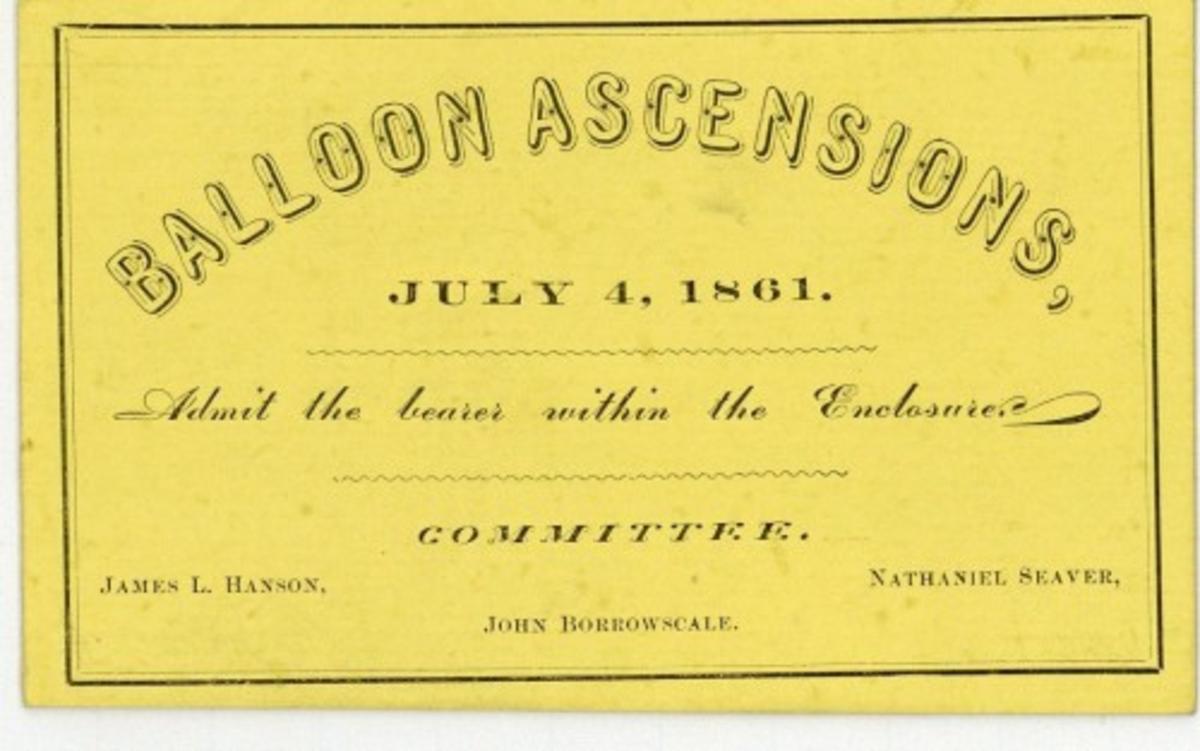 BALLOON ASCENSIONS,
JULY 4, 1861.
Admit the bearer within the Enclosure.
COMMITTEE.
JAMES L. HANSON,
NATHANIEL SEAVER,
JOHN BORROWSCALE.